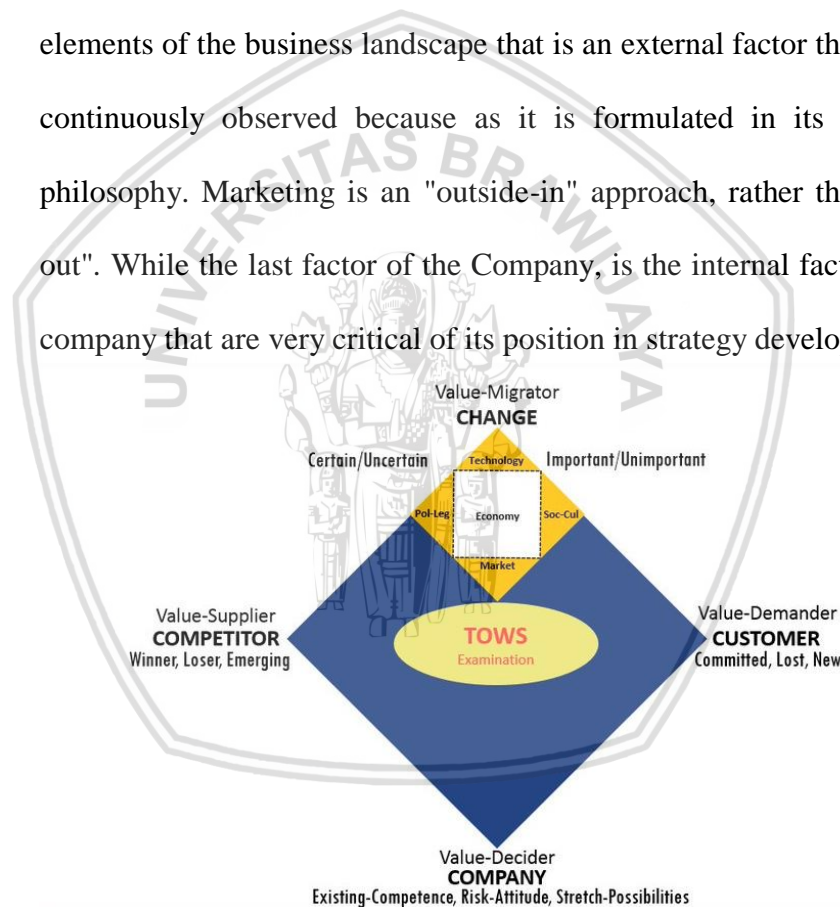 elements of the business landscape that is an external factor
continuously observed because as it is formulated in its
philosophy. Marketing is an "outside-in" approach, rather
out". While the last factor of the Company, is the internal
company that are very critical of its position in strategy
UNIVERSITAS BRAWIJAYA
Value-Migrator
CHANGE
Certain/Uncertain
Technology
Important/Unimportant
Pol-Leg
Economy
Soc-Cul
Market
Value-Supplier
COMPETITOR
Winner, Loser, Emerging
TOWS
Examination
Value-Demander
CUSTOMER
Committed, Lost, New
Value-Decider
COMPANY
Existing-Competence, Risk-Attitude, Stretch-Possibilities